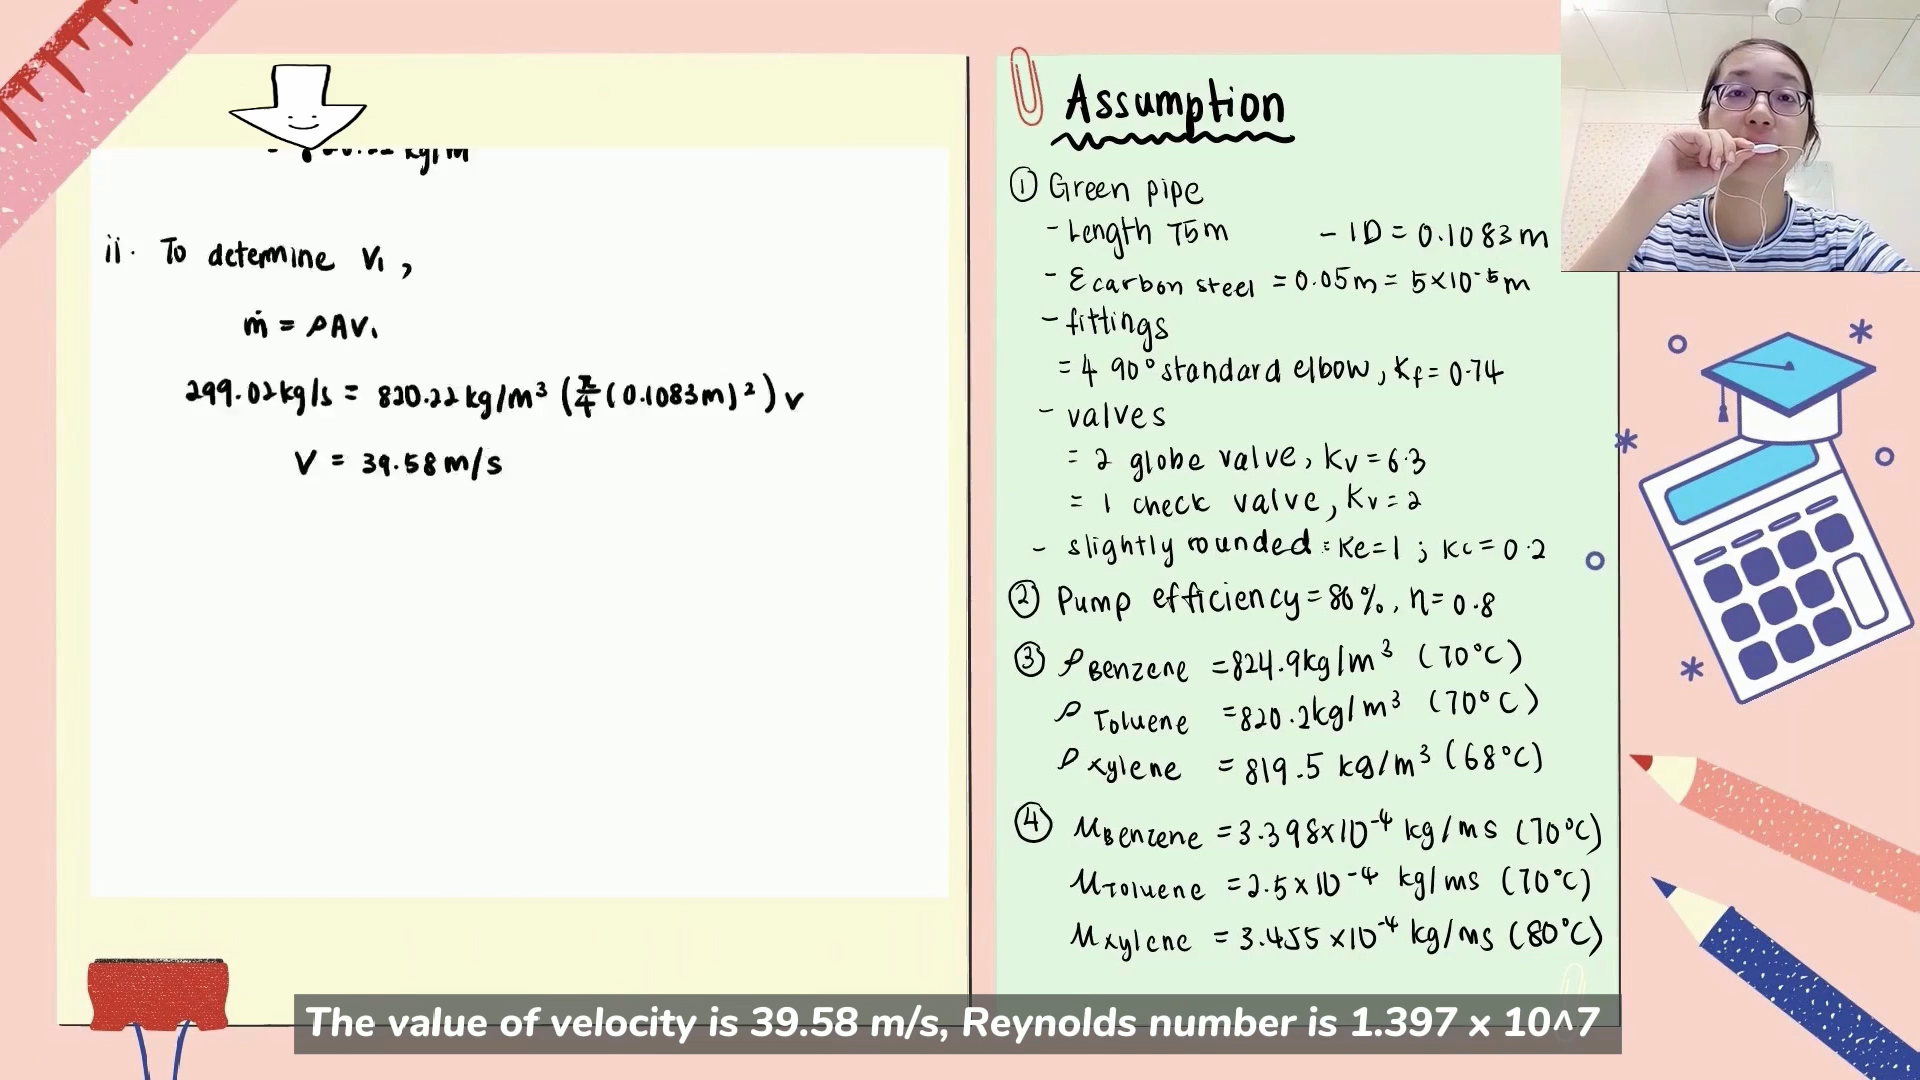 ii. To determine V₁,
ṁ = ρAV₁
299.02kg/s = 820.22 kg/m³ (π/4 (0.1083m)²) v
V = 39.58 m/s
Assumption
① Green pipe
- Length 75m - ID = 0.1083m
- Ɛ carbon steel = 0.05m = 5×10⁻⁵m
- fittings
= 4 90° standard elbow, Kf = 0.74
- valves
= 2 globe valve, Kv = 6.3
= 1 check valve, Kv = 2
- slightly rounded : Ke = 1 ; Kc = 0.2
② Pump efficiency = 80%, η = 0.8
③ ρ Benzene = 824.9kg/m³ (70°C)
ρ Toluene = 820.2kg/m³ (70°C)
ρ xylene = 819.5 kg/m³ (68°C)
④ μ Benzene = 3.398×10⁻⁴ kg/ms (70°C)
μ Toluene = 2.5×10⁻⁴ kg/ms (70°C)
μ xylene = 3.455×10⁻⁴ kg/ms (80°C)
The value of velocity is 39.58 m/s, Reynolds number is 1.397 x 10^7